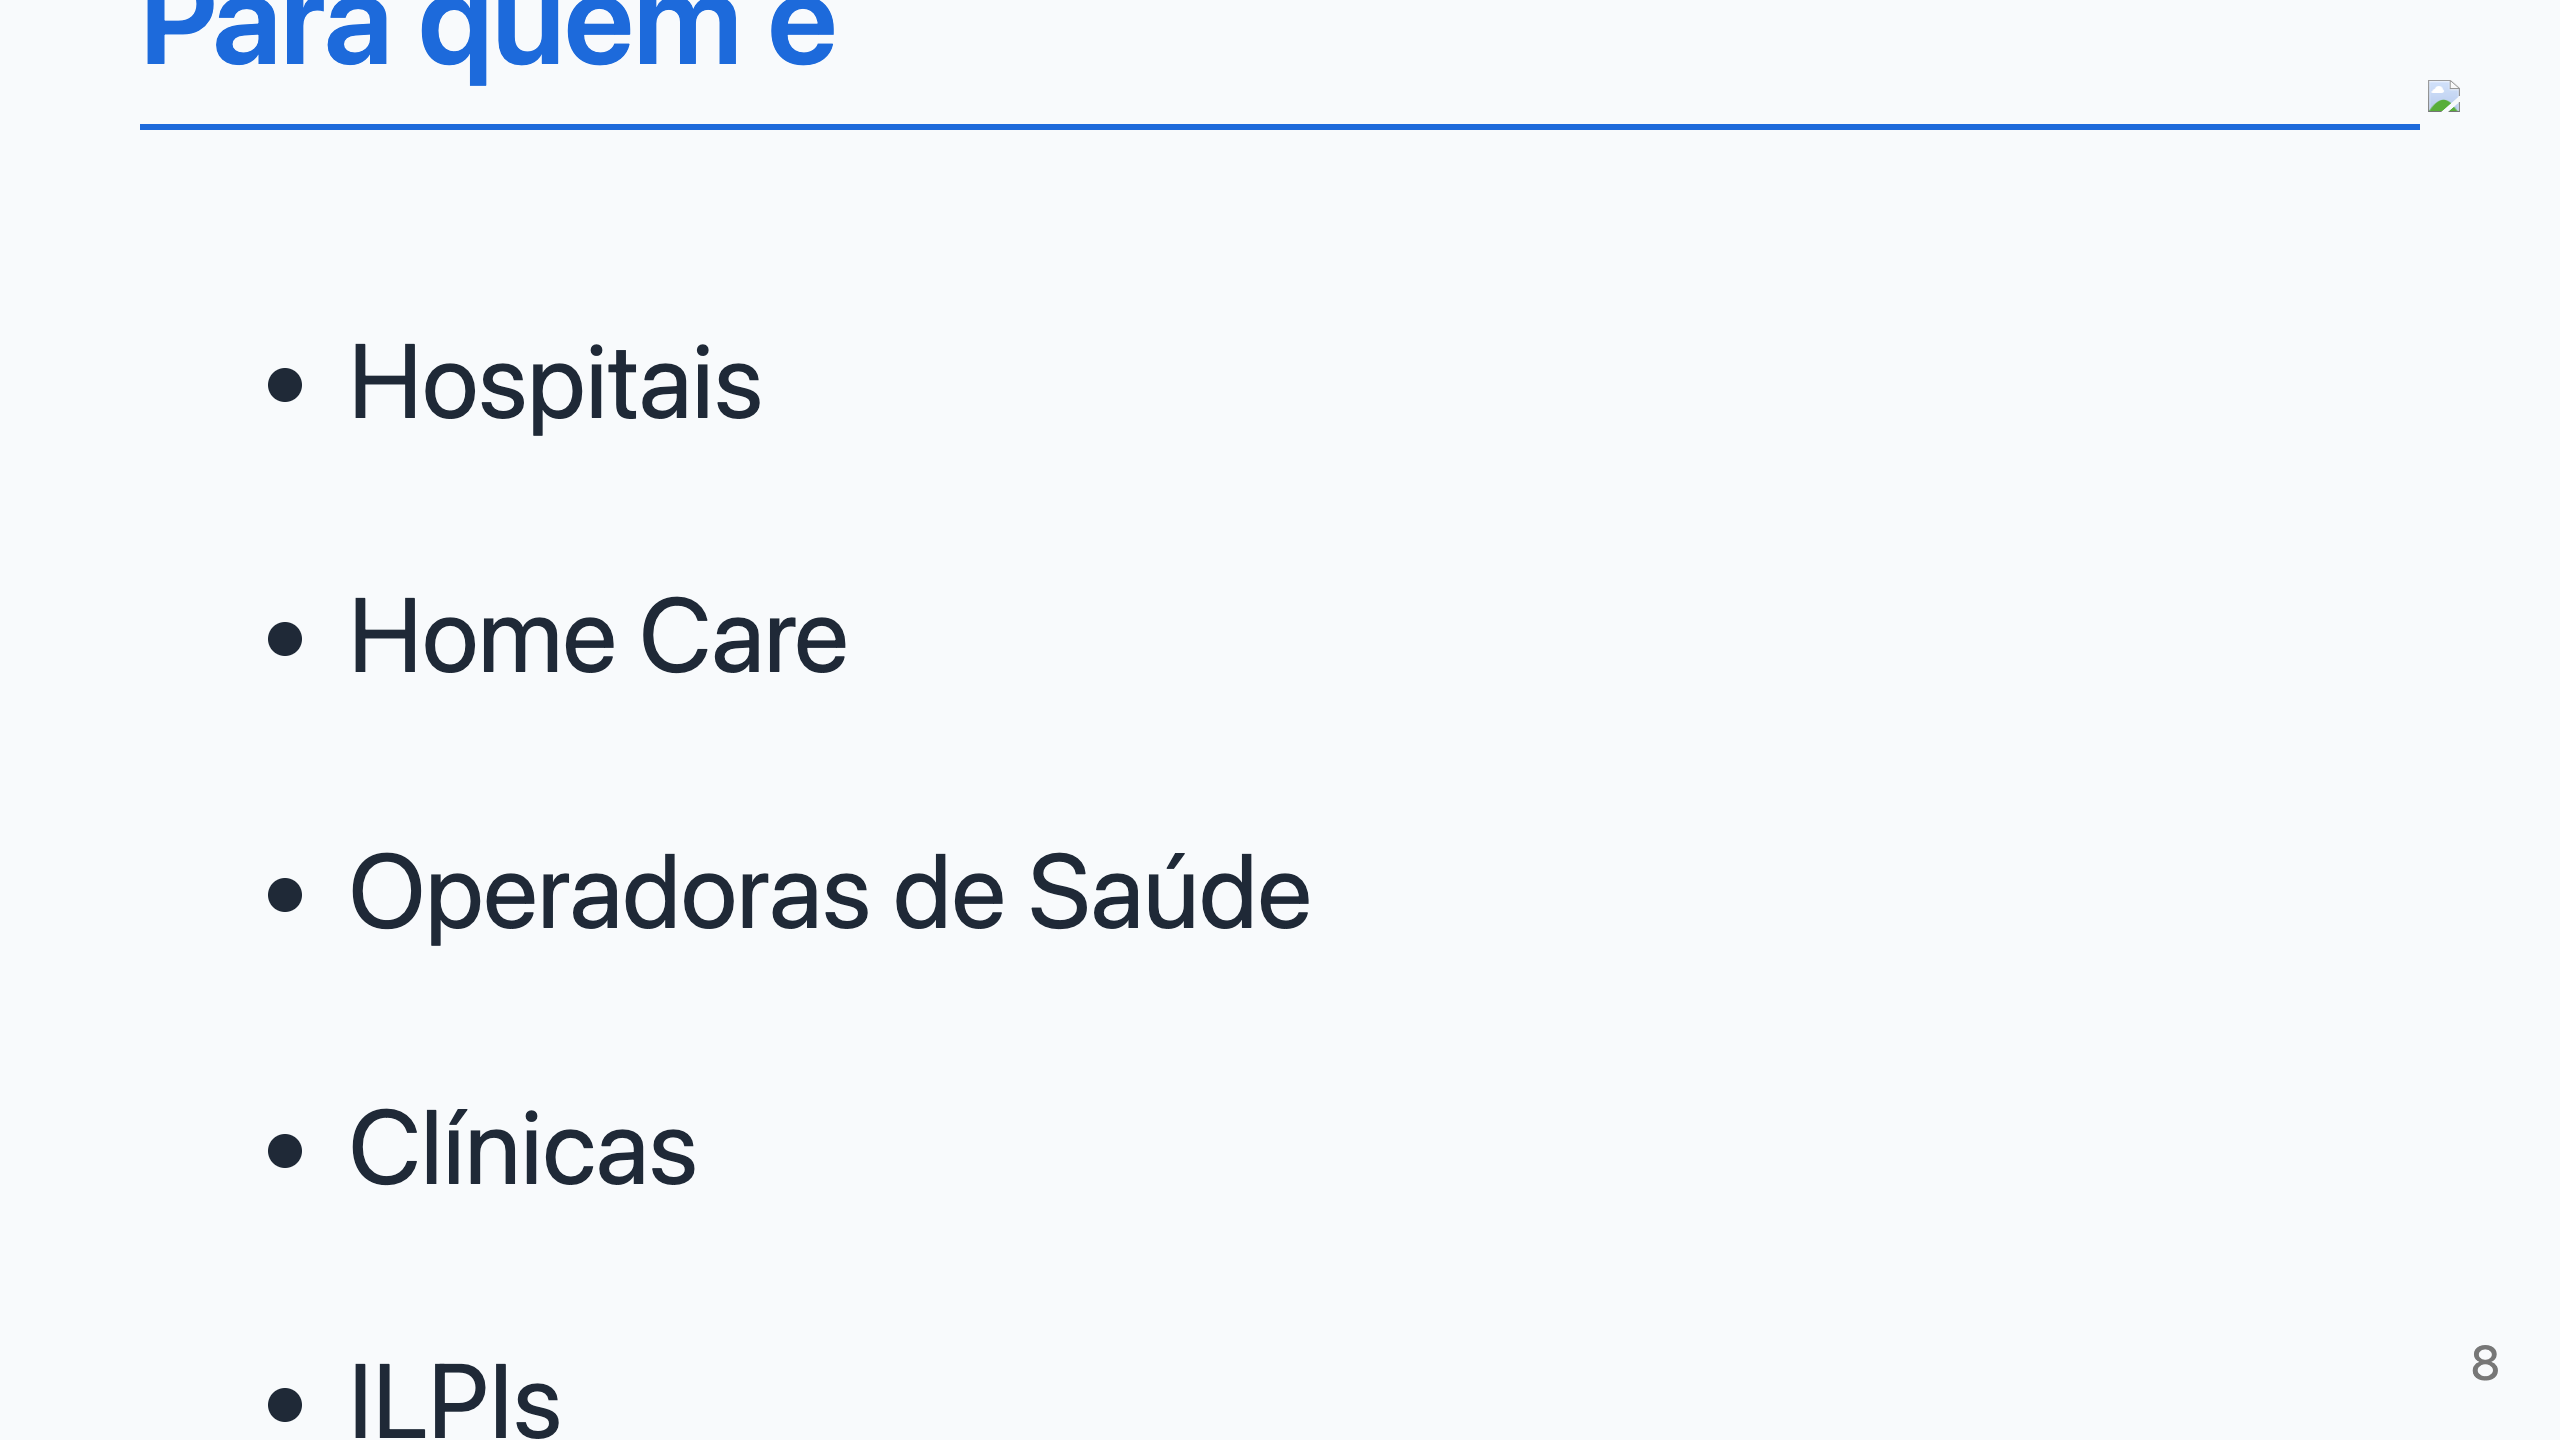 Para quem é
Hospitais
Home Care
Operadoras de Saúde
Clínicas
ILPIs
8